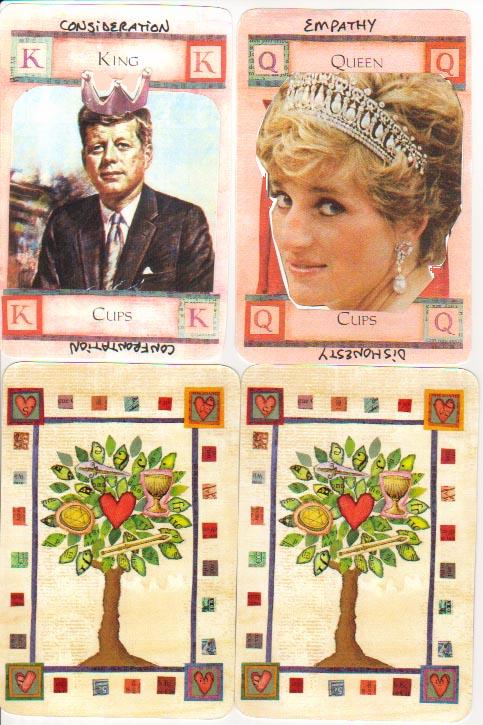 CONSIDERATION
K KING K
K CUPS K
CONFRONTATION
EMPATHY
Q QUEEN Q
Q CUPS Q
DISHONESTY